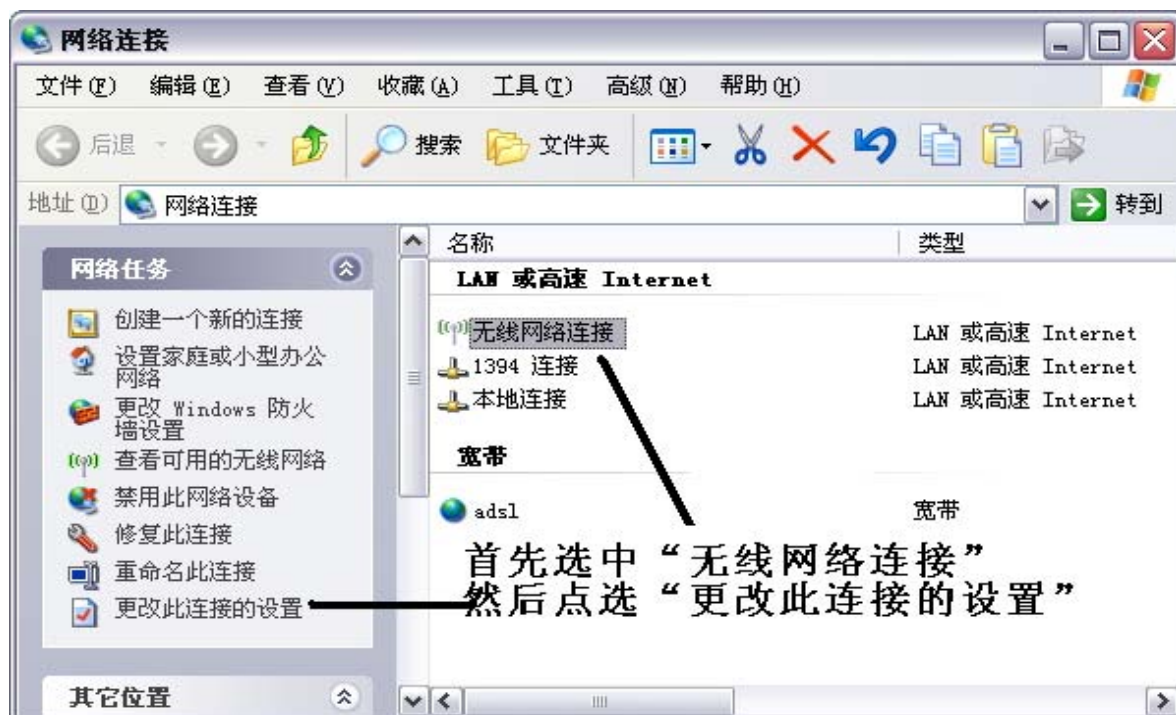 网络连接
文件(F) 编辑(E) 查看(V) 收藏(A) 工具(T) 高级(N) 帮助(H)
后退 搜索 文件夹
地址(D) 网络连接 转到
网络任务
创建一个新的连接
设置家庭或小型办公
网络
更改 Windows 防火
墙设置
查看可用的无线网络
禁用此网络设备
修复此连接
重命名此连接
更改此连接的设置
其它位置
名称 类型
LAN 或高速 Internet
无线网络连接 LAN 或高速 Internet
1394 连接 LAN 或高速 Internet
本地连接 LAN 或高速 Internet
宽带
adsl 宽带
首先选中“无线网络连接”
然后点选“更改此连接的设置”